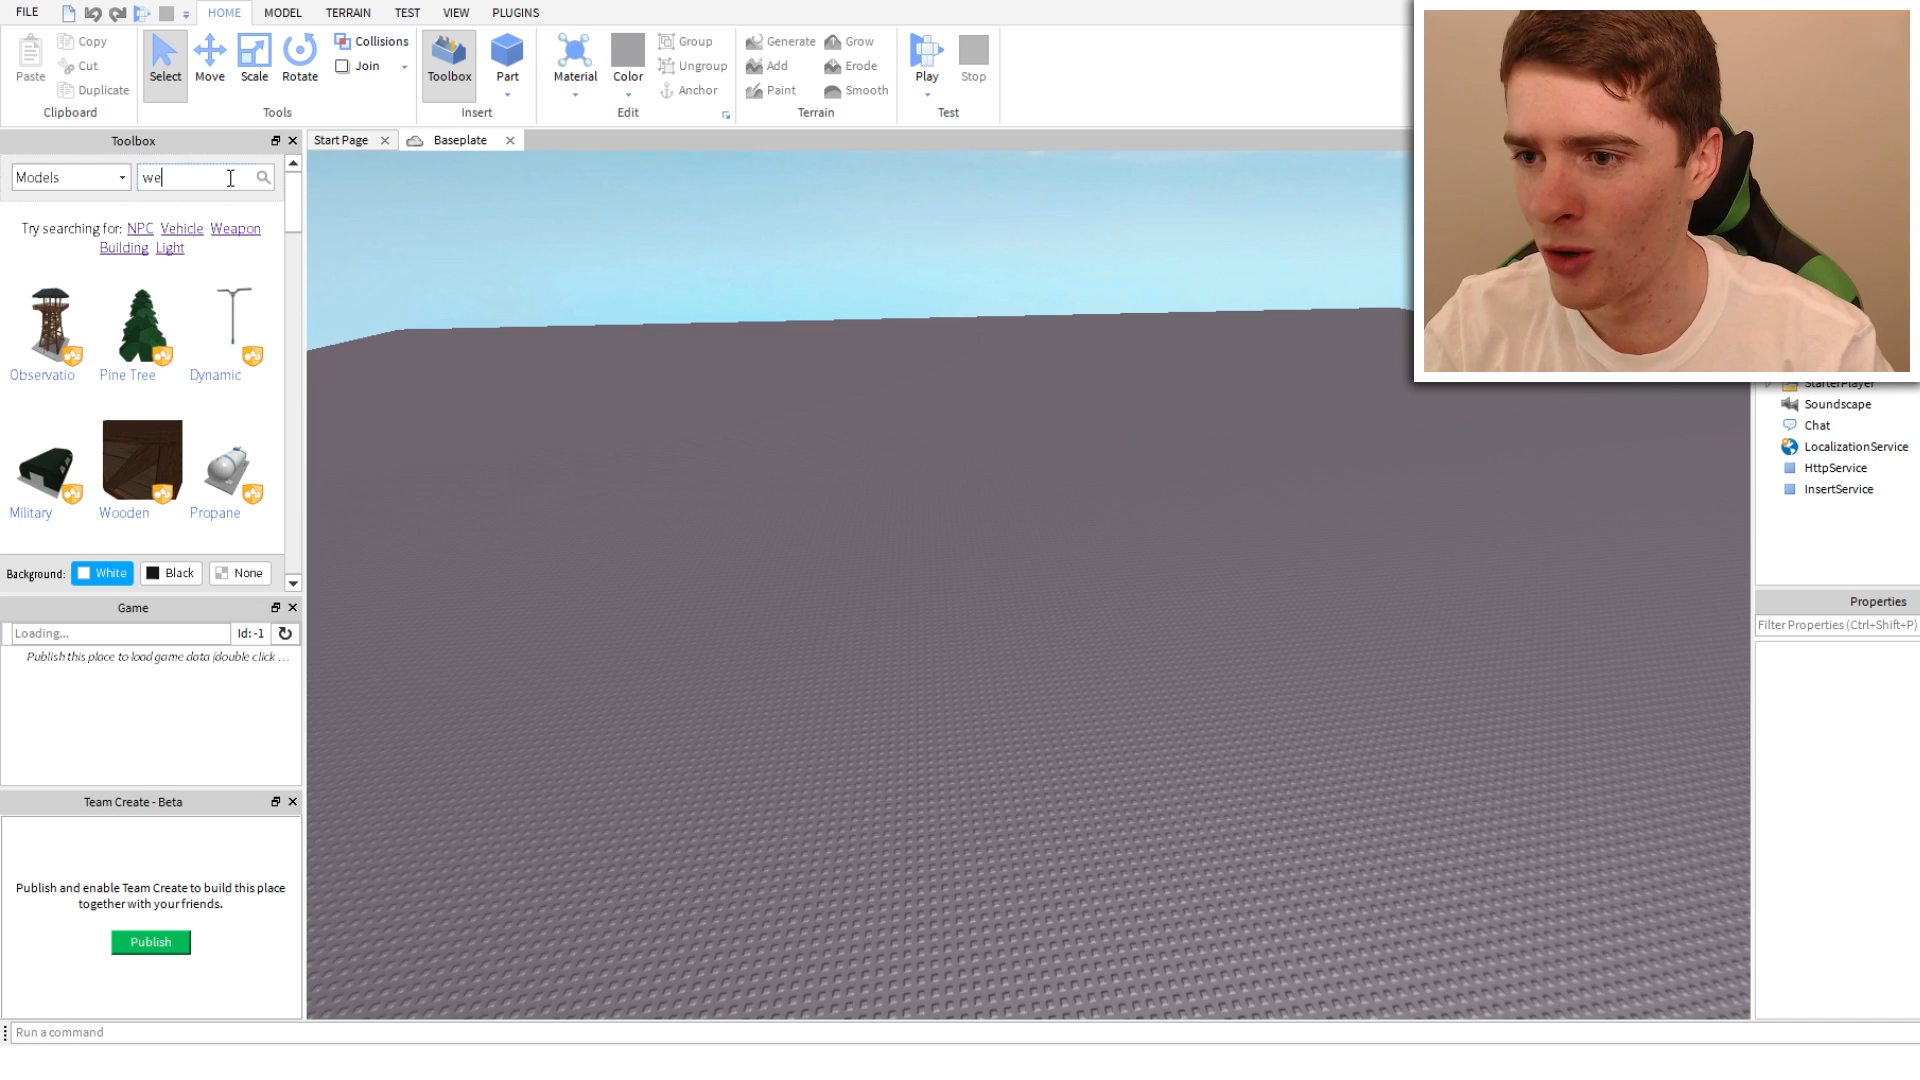 FILE
HOME
MODEL
TERRAIN
TEST
VIEW
PLUGINS
Paste
Copy
Cut
Duplicate
Clipboard
Select
Move
Scale
Rotate
Collisions
Join
Tools
Toolbox
Part
Insert
Material
Color
Group
Ungroup
Anchor
Edit
Generate
Add
Paint
Grow
Erode
Smooth
Terrain
Play
Stop
Test
Toolbox
Start Page
Baseplate
Models
we
Try searching for: NPC Vehicle Weapon
Building Light
Observatio
Pine Tree
Dynamic
Military
Wooden
Propane
Background:
White
Black
None
Game
Loading...
Id: -1
Publish this place to load game data (double click ...
Team Create - Beta
Publish and enable Team Create to build this place
together with your friends.
Publish
Run a command
StarterPlayer
Soundscape
Chat
LocalizationService
HttpService
InsertService
Properties
Filter Properties (Ctrl+Shift+P)